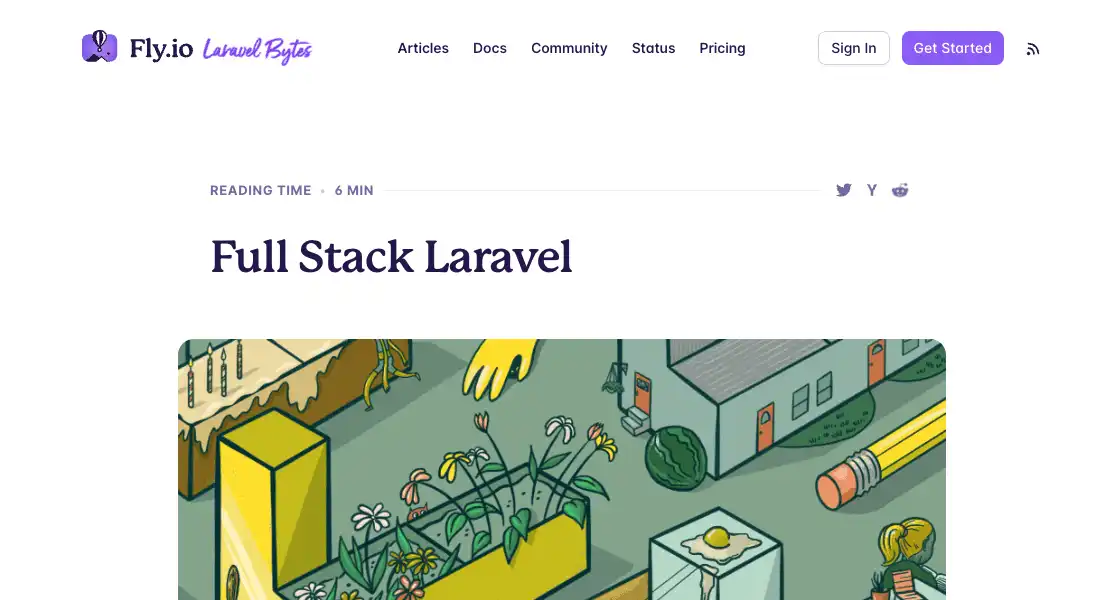 Fly.io Laravel Bytes Articles Docs Community Status Pricing Sign In Get Started
READING TIME • 6 MIN
Full Stack Laravel